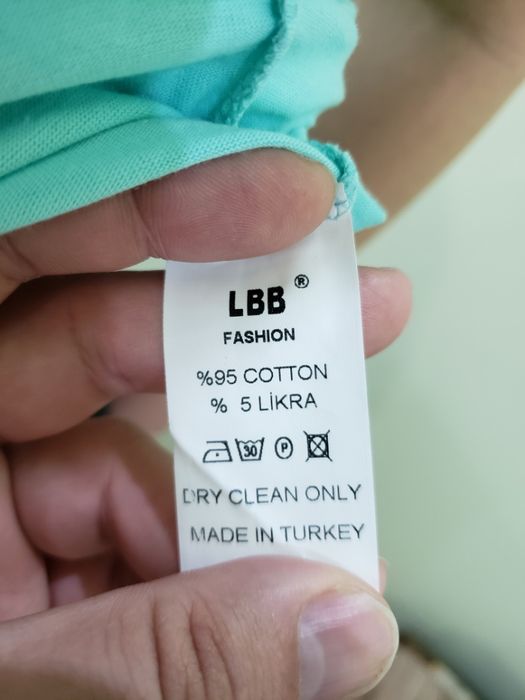 LBB ®
FASHION
%95 COTTON
% 5 LİKRA
30 P
DRY CLEAN ONLY
MADE IN TURKEY